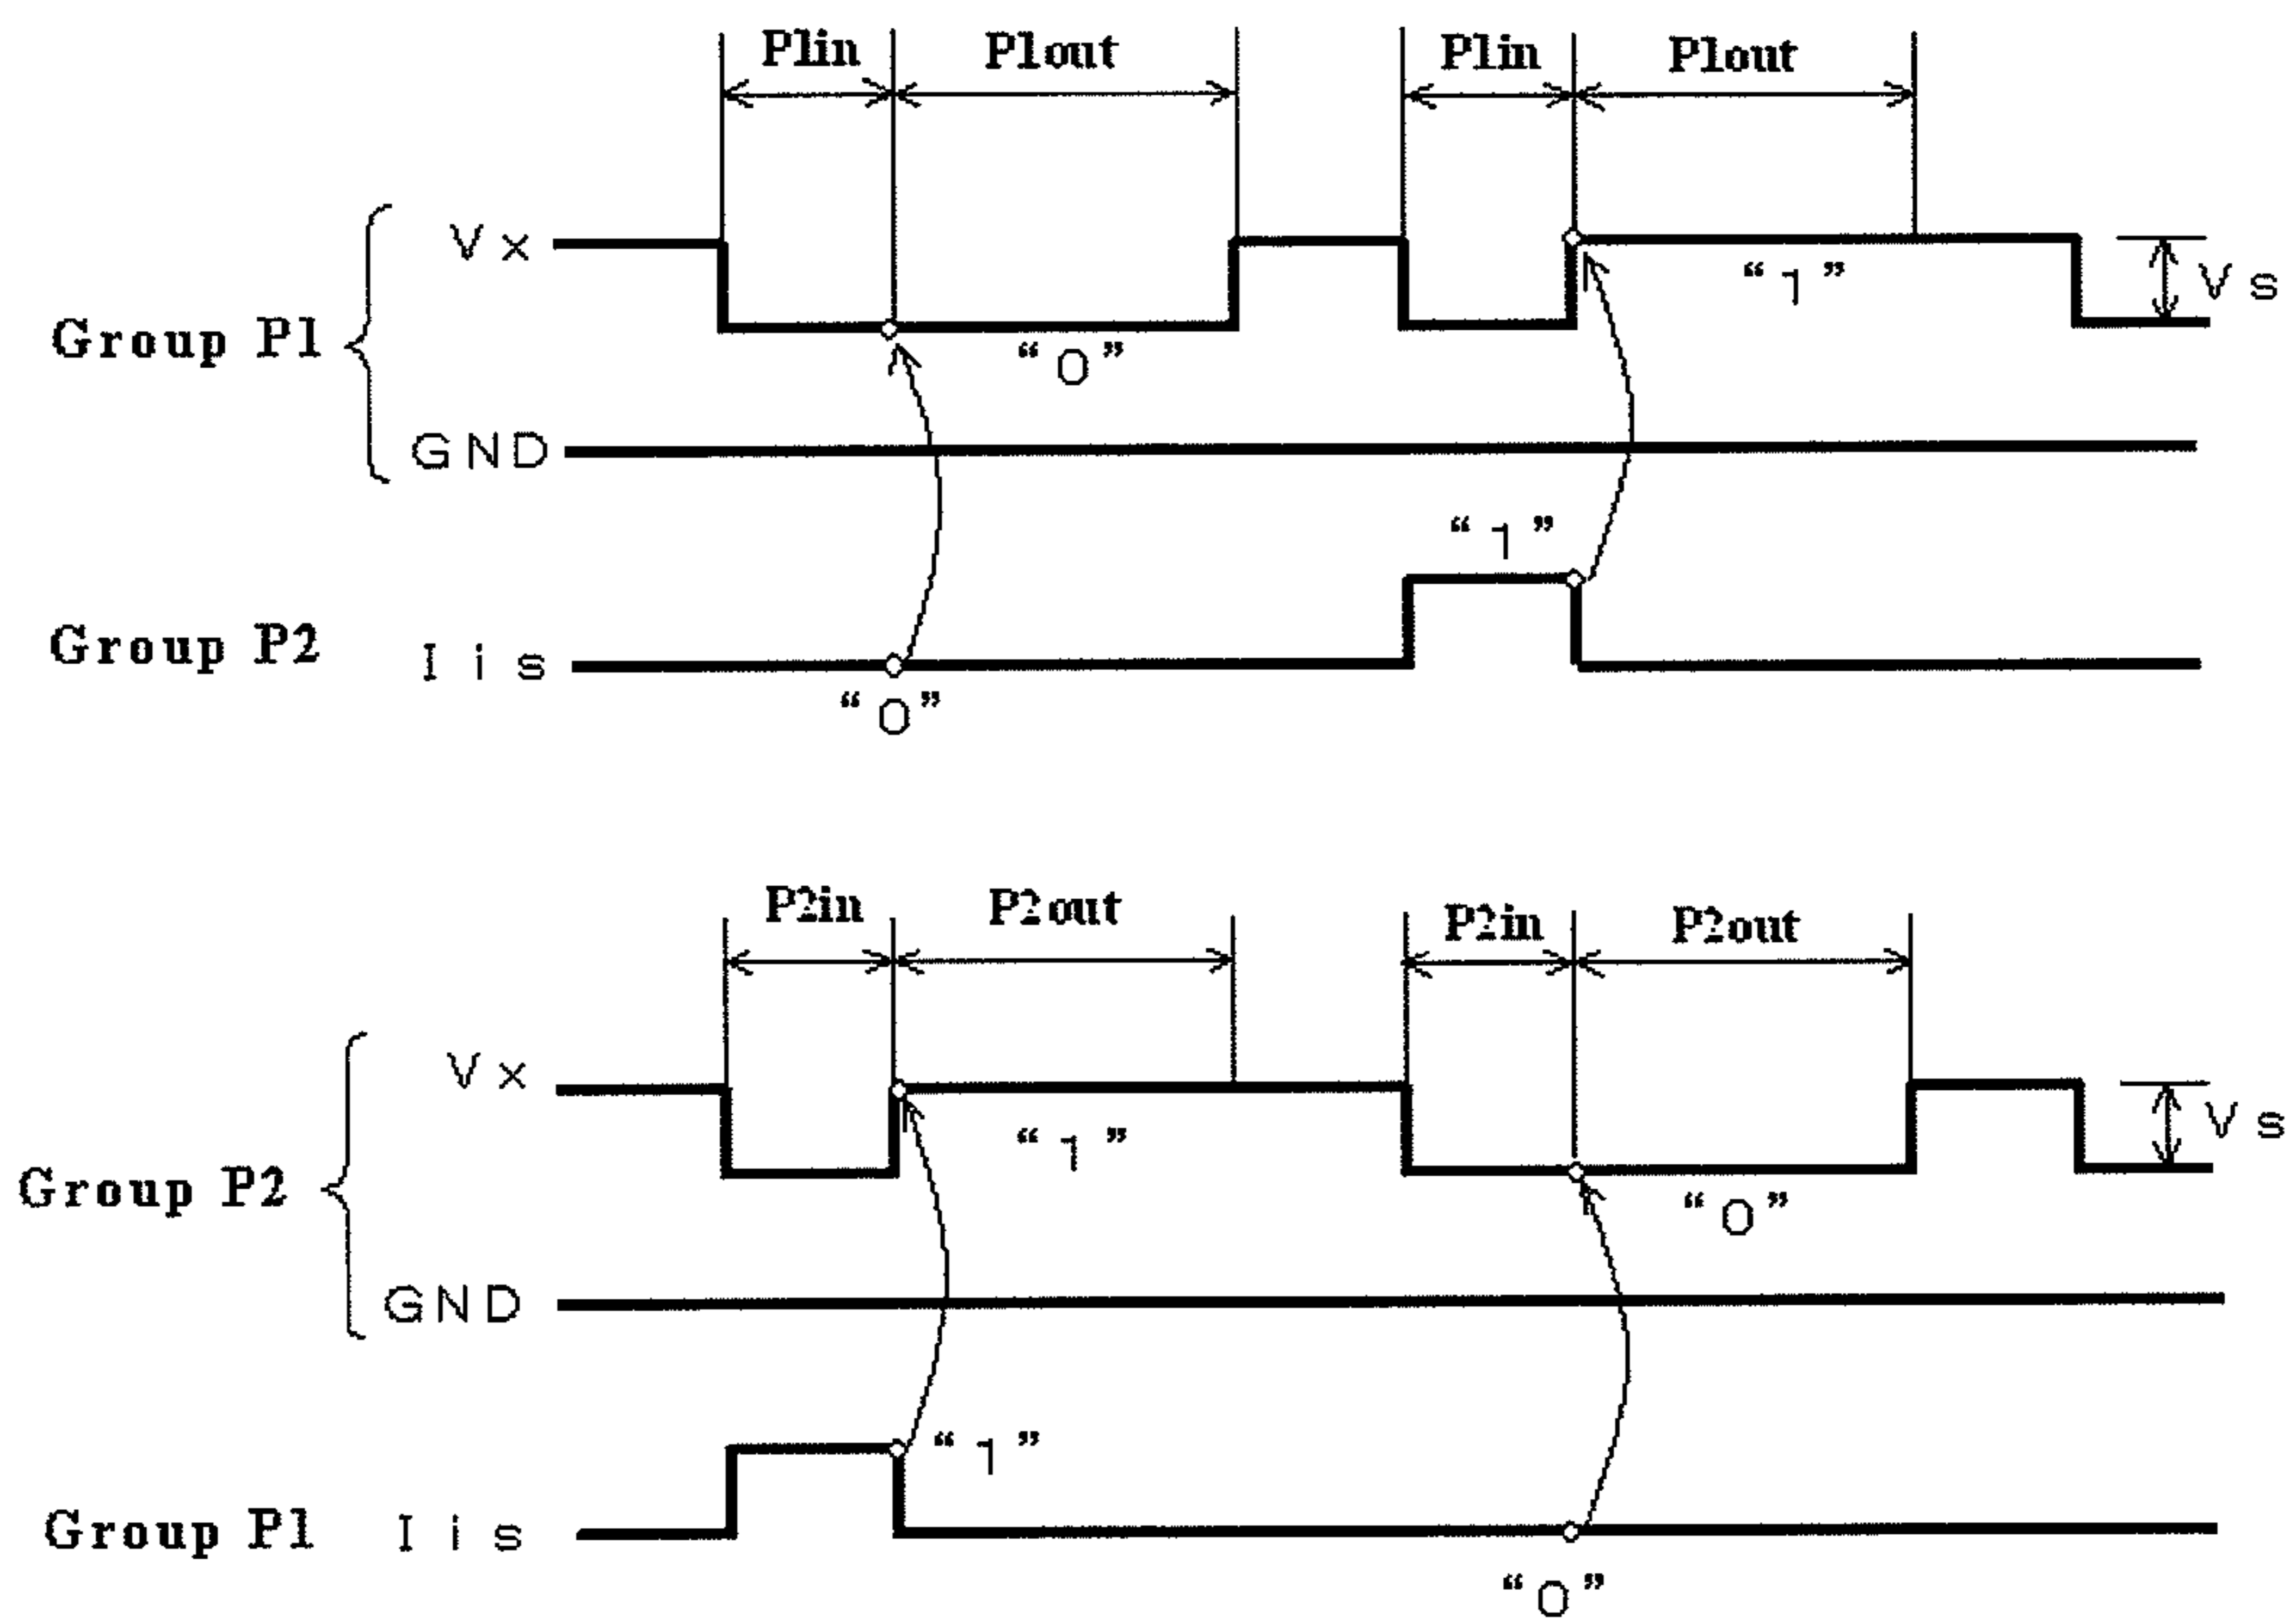 P1in P1out P1in P1out
Vx
“1” Vs
Group P1
“0”
GND
“1”
Group P2 Iis
“0”
P2in P2out P2in P2out
Vx
“1” Vs
Group P2 “0”
GND
“1”
Group P1 Iis
“0”